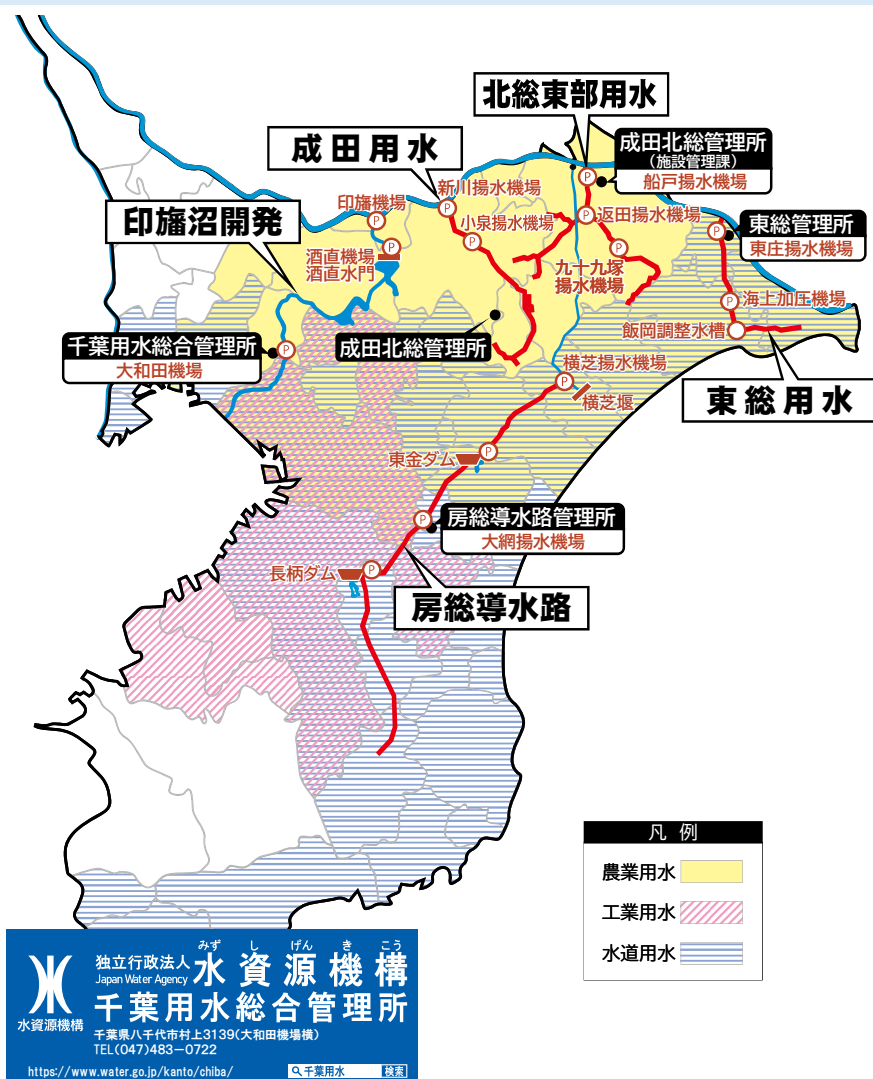 北総東部用水
成田用水
成田北総管理所
(施設管理課)
船戸揚水機場
P
新川揚水機場
P
印旛機場
P
小泉揚水機場
P
返田揚水機場
P
印旛沼開発
東総管理所
東庄揚水機場
P
酒直機場
酒直水門
P
九十九塚
揚水機場
P
海上加圧機場
P
飯岡調整水槽
千葉用水総合管理所
大和田機場
P
成田北総管理所
横芝揚水機場
P
横芝堰
東総用水
東金ダム
P
房総導水路管理所
大網揚水機場
P
長柄ダム
P
房総導水路
凡例
農業用水
工業用水
水道用水
みず し げん き こう
独立行政法人 水資源機構
Japan Water Agency
千葉用水総合管理所
水資源機構
千葉県八千代市村上3139(大和田機場横)
TEL(047)483－0722
https://www.water.go.jp/kanto/chiba/
千葉用水 検索